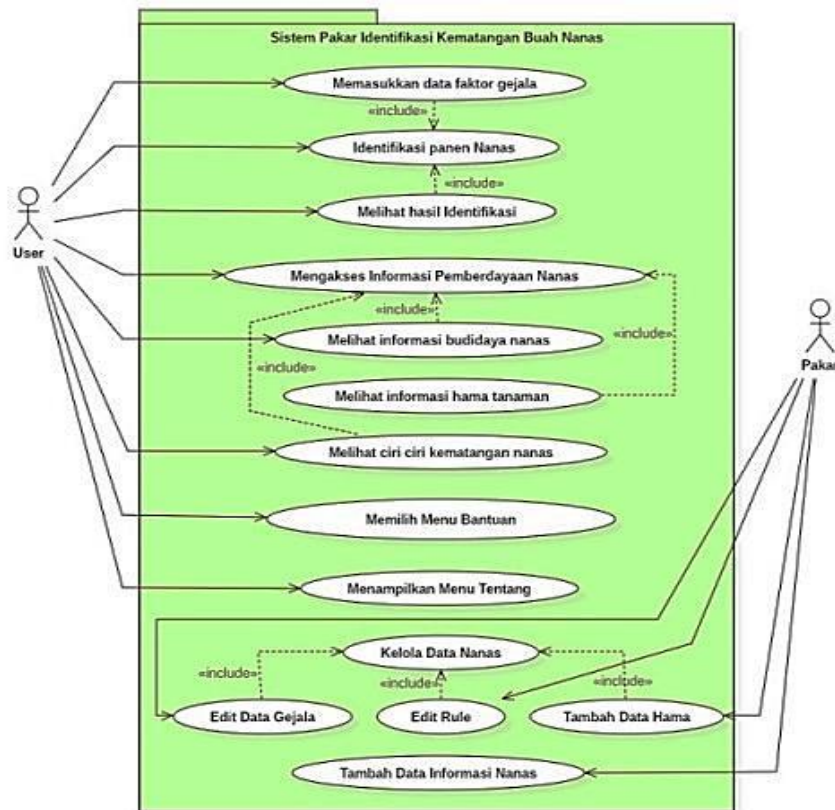 Sistem Pakar Identifikasi Kematangan Buah Nanas
Memasukkan data faktor gejala
«include»
Identifikasi panen Nanas
«include»
Melihat hasil Identifikasi
User
Mengakses Informasi Pemberdayaan Nanas
«include»
«include»
Melihat informasi budidaya nanas
Pakar
«include»
Melihat informasi hama tanaman
Melihat ciri ciri kematangan nanas
Memilih Menu Bantuan
Menampilkan Menu Tentang
Kelola Data Nanas
«include»
«include»
«include»
Edit Data Gejala
Edit Rule
Tambah Data Hama
Tambah Data Informasi Nanas